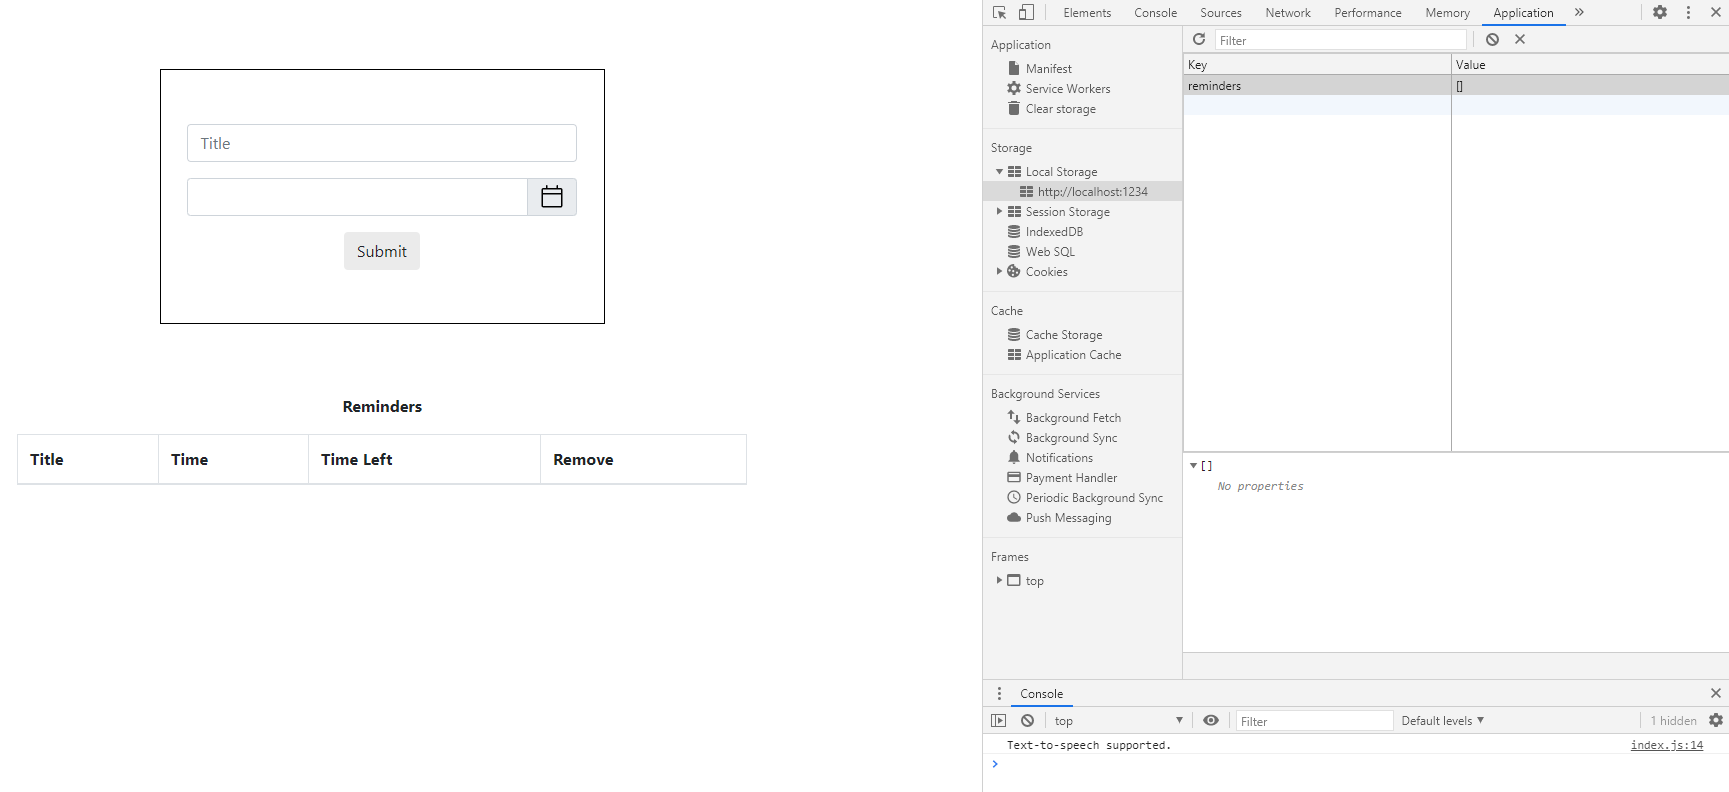 Title
Submit
Reminders
Title Time Time Left Remove
Elements Console Sources Network Performance Memory Application
Application
Manifest
Service Workers
Clear storage
Storage
Local Storage
http://localhost:1234
Session Storage
IndexedDB
Web SQL
Cookies
Cache
Cache Storage
Application Cache
Background Services
Background Fetch
Background Sync
Notifications
Payment Handler
Periodic Background Sync
Push Messaging
Frames
top
Filter
Key Value
reminders []
[]
No properties
Console
top Filter Default levels 1 hidden
Text-to-speech supported. index.js:14